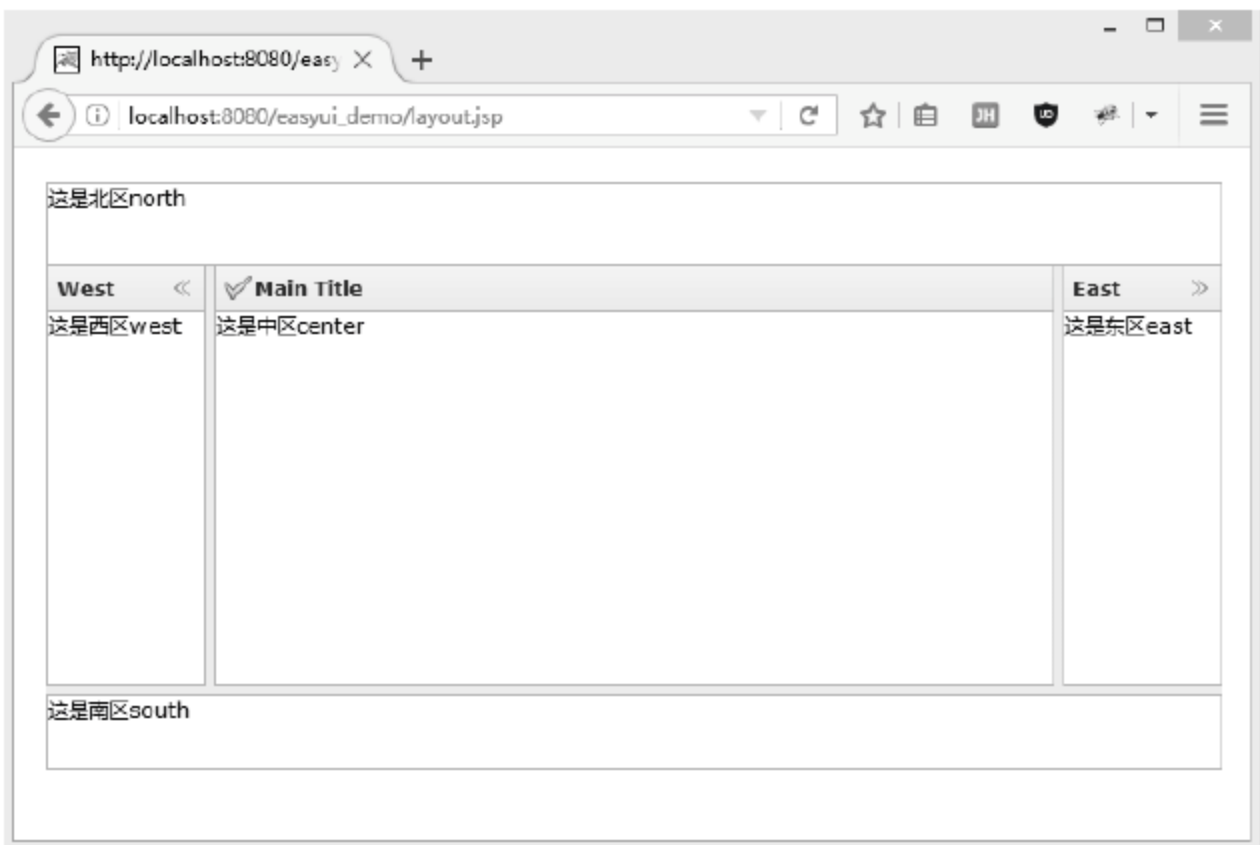 http://localhost:8080/easy
localhost:8080/easyui_demo/layout.jsp
JH
UD
这是北区north
West
Main Title
East
这是西区west
这是中区center
这是东区east
这是南区south